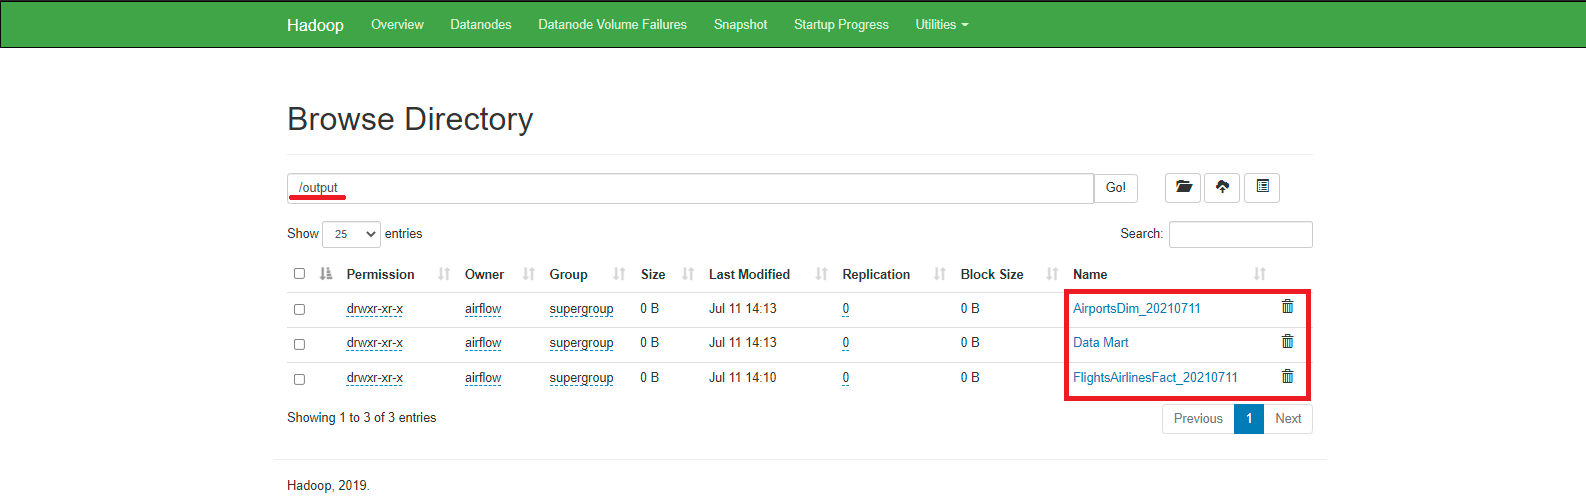 Hadoop Overview Datanodes Datanode Volume Failures Snapshot Startup Progress Utilities
Browse Directory
/output Go!
Show 25 entries Search:
Permission Owner Group Size Last Modified Replication Block Size Name
drwxr-xr-x airflow supergroup 0 B Jul 11 14:13 0 0 B AirportsDim_20210711
drwxr-xr-x airflow supergroup 0 B Jul 11 14:13 0 0 B Data Mart
drwxr-xr-x airflow supergroup 0 B Jul 11 14:10 0 0 B FlightsAirlinesFact_20210711
Showing 1 to 3 of 3 entries Previous 1 Next
Hadoop, 2019.